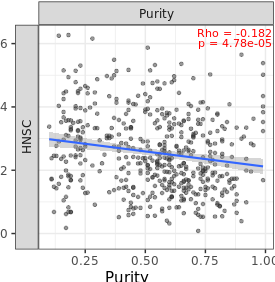 Purity
Rho = -0.182
p = 4.78e-05
HNSC
6
4
2
0
0.25
0.50
0.75
1.00
Purity